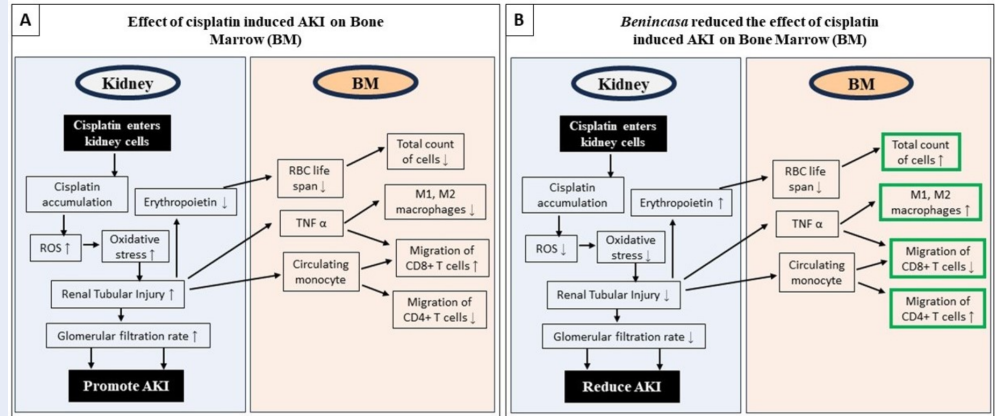 A
Effect of cisplatin induced AKI on Bone
Marrow (BM)
Kidney
BM
Cisplatin enters
kidney cells
Cisplatin
accumulation
Erythropoietin ↓
ROS ↑
Oxidative
stress ↑
Renal Tubular Injury ↑
Glomerular filtration rate ↑
Promote AKI
RBC life
span ↓
TNF α
Circulating
monocyte
Total count
of cells ↓
M1, M2
macrophages ↓
Migration of
CD8+ T cells ↑
Migration of
CD4+ T cells ↓
B
Benincasa reduced the effect of cisplatin
induced AKI on Bone Marrow (BM)
Kidney
BM
Cisplatin enters
kidney cells
Cisplatin
accumulation
Erythropoietin ↑
ROS ↓
Oxidative
stress ↓
Renal Tubular Injury ↓
Glomerular filtration rate ↓
Reduce AKI
RBC life
span ↓
TNF α
Circulating
monocyte
Total count
of cells ↑
M1, M2
macrophages ↑
Migration of
CD8+ T cells ↓
Migration of
CD4+ T cells ↑